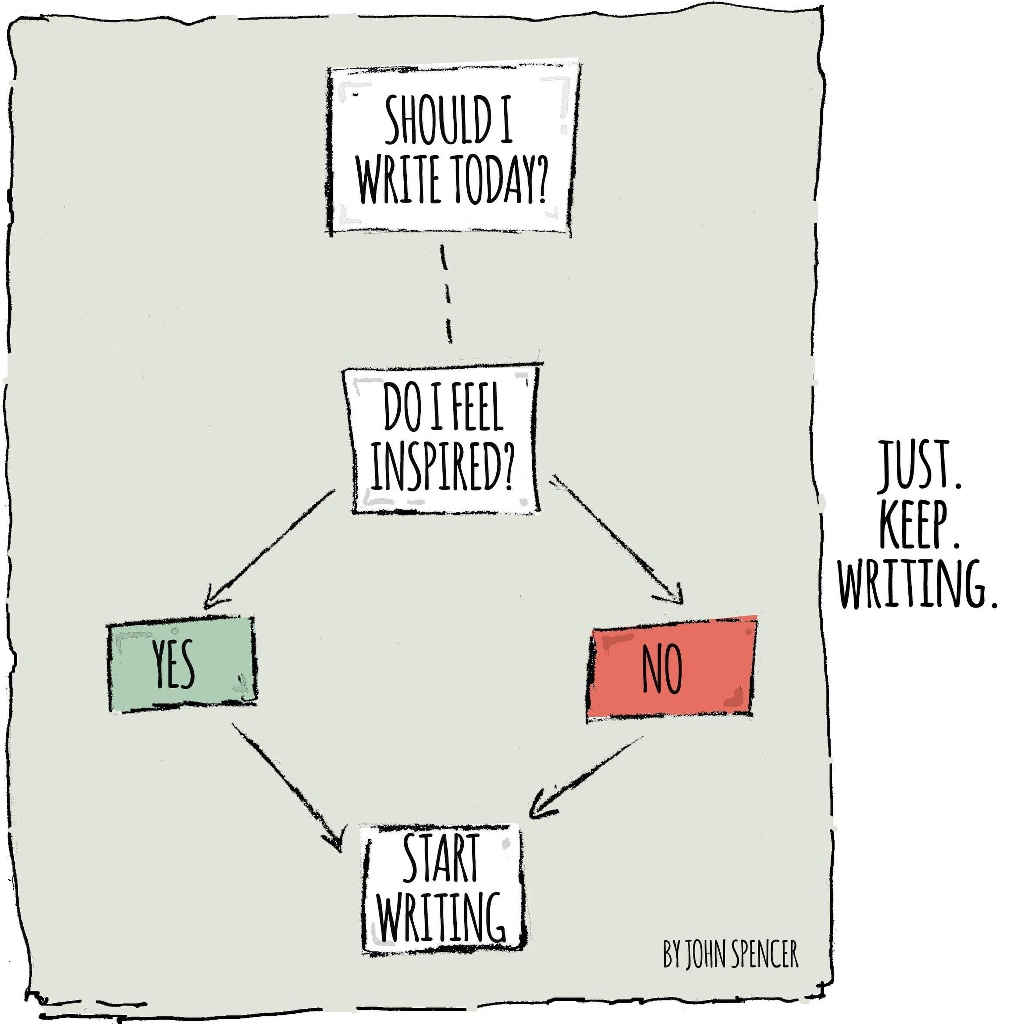 SHOULD I
WRITE TODAY?
DO I FEEL
INSPIRED?
YES
NO
START
WRITING
BY JOHN SPENCER
JUST.
KEEP.
WRITING.